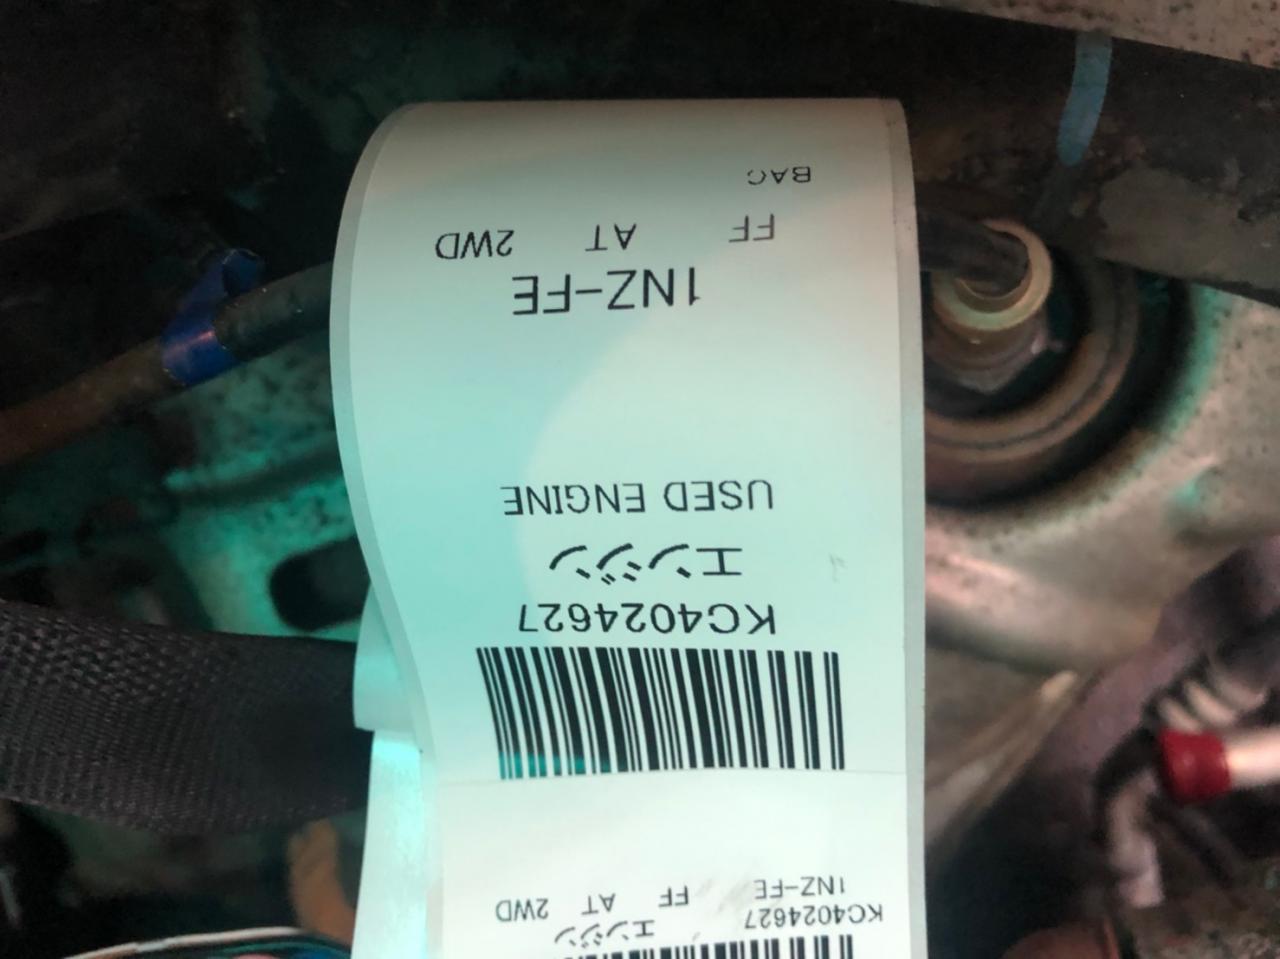 KC4024627
エンジン
USED ENGINE
1NZ-FE
FF AT 2WD
BAC
KC4024627 エンジン
1NZ-FE FF AT 2WD